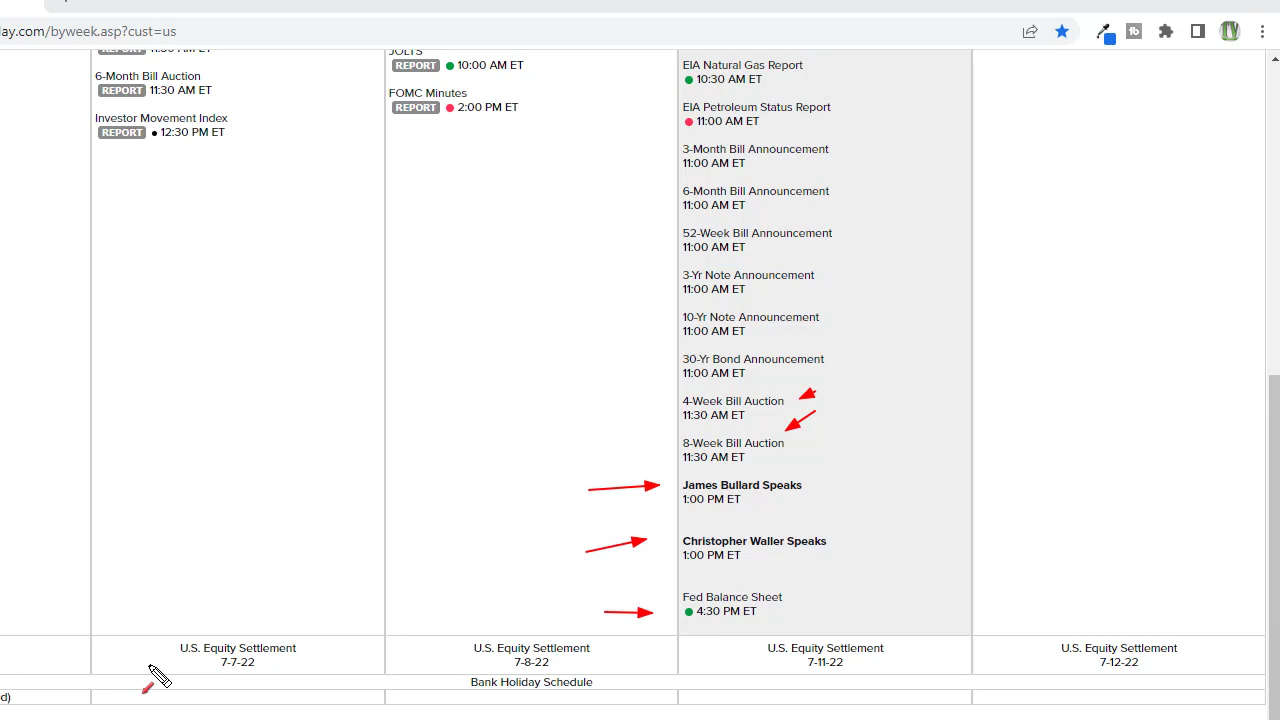 lay.com/byweek.asp?cust=us
REPORT 11:30 AM ET
6-Month Bill Auction
REPORT 11:30 AM ET
Investor Movement Index
REPORT 12:30 PM ET
JOLTS
REPORT 10:00 AM ET
FOMC Minutes
REPORT 2:00 PM ET
EIA Natural Gas Report
10:30 AM ET
EIA Petroleum Status Report
11:00 AM ET
3-Month Bill Announcement
11:00 AM ET
6-Month Bill Announcement
11:00 AM ET
52-Week Bill Announcement
11:00 AM ET
3-Yr Note Announcement
11:00 AM ET
10-Yr Note Announcement
11:00 AM ET
30-Yr Bond Announcement
11:00 AM ET
4-Week Bill Auction
11:30 AM ET
8-Week Bill Auction
11:30 AM ET
James Bullard Speaks
1:00 PM ET
Christopher Waller Speaks
1:00 PM ET
Fed Balance Sheet
4:30 PM ET
U.S. Equity Settlement
7-7-22
U.S. Equity Settlement
7-8-22
U.S. Equity Settlement
7-11-22
U.S. Equity Settlement
7-12-22
Bank Holiday Schedule
d)